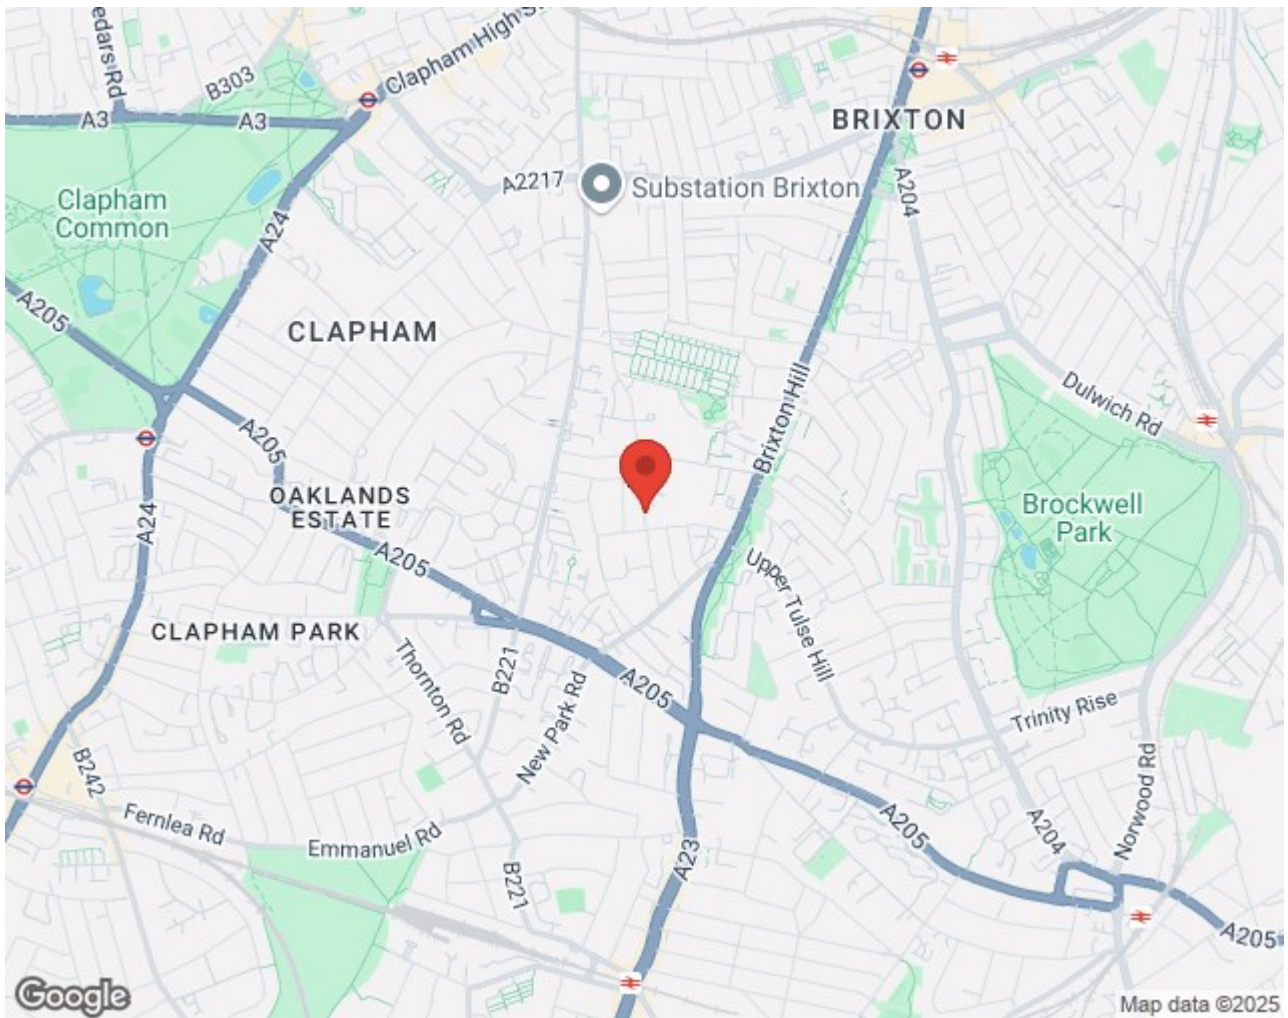 edars Rd
B303
Clapham High S
A3
A3
BRIXTON
A2217
Substation Brixton
A204
Clapham
Common
A24
A205
CLAPHAM
Brixton Hill
Dulwich Rd
A205
OAKLANDS
ESTATE
A24
A205
Brockwell
Park
Upper Tulse Hill
CLAPHAM PARK
Thornton Rd
B221
New Park Rd
A205
Trinity Rise
B242
Norwood Rd
Fernlea Rd
Emmanuel Rd
A23
A205
A204
B221
A205
Google
Map data ©2025